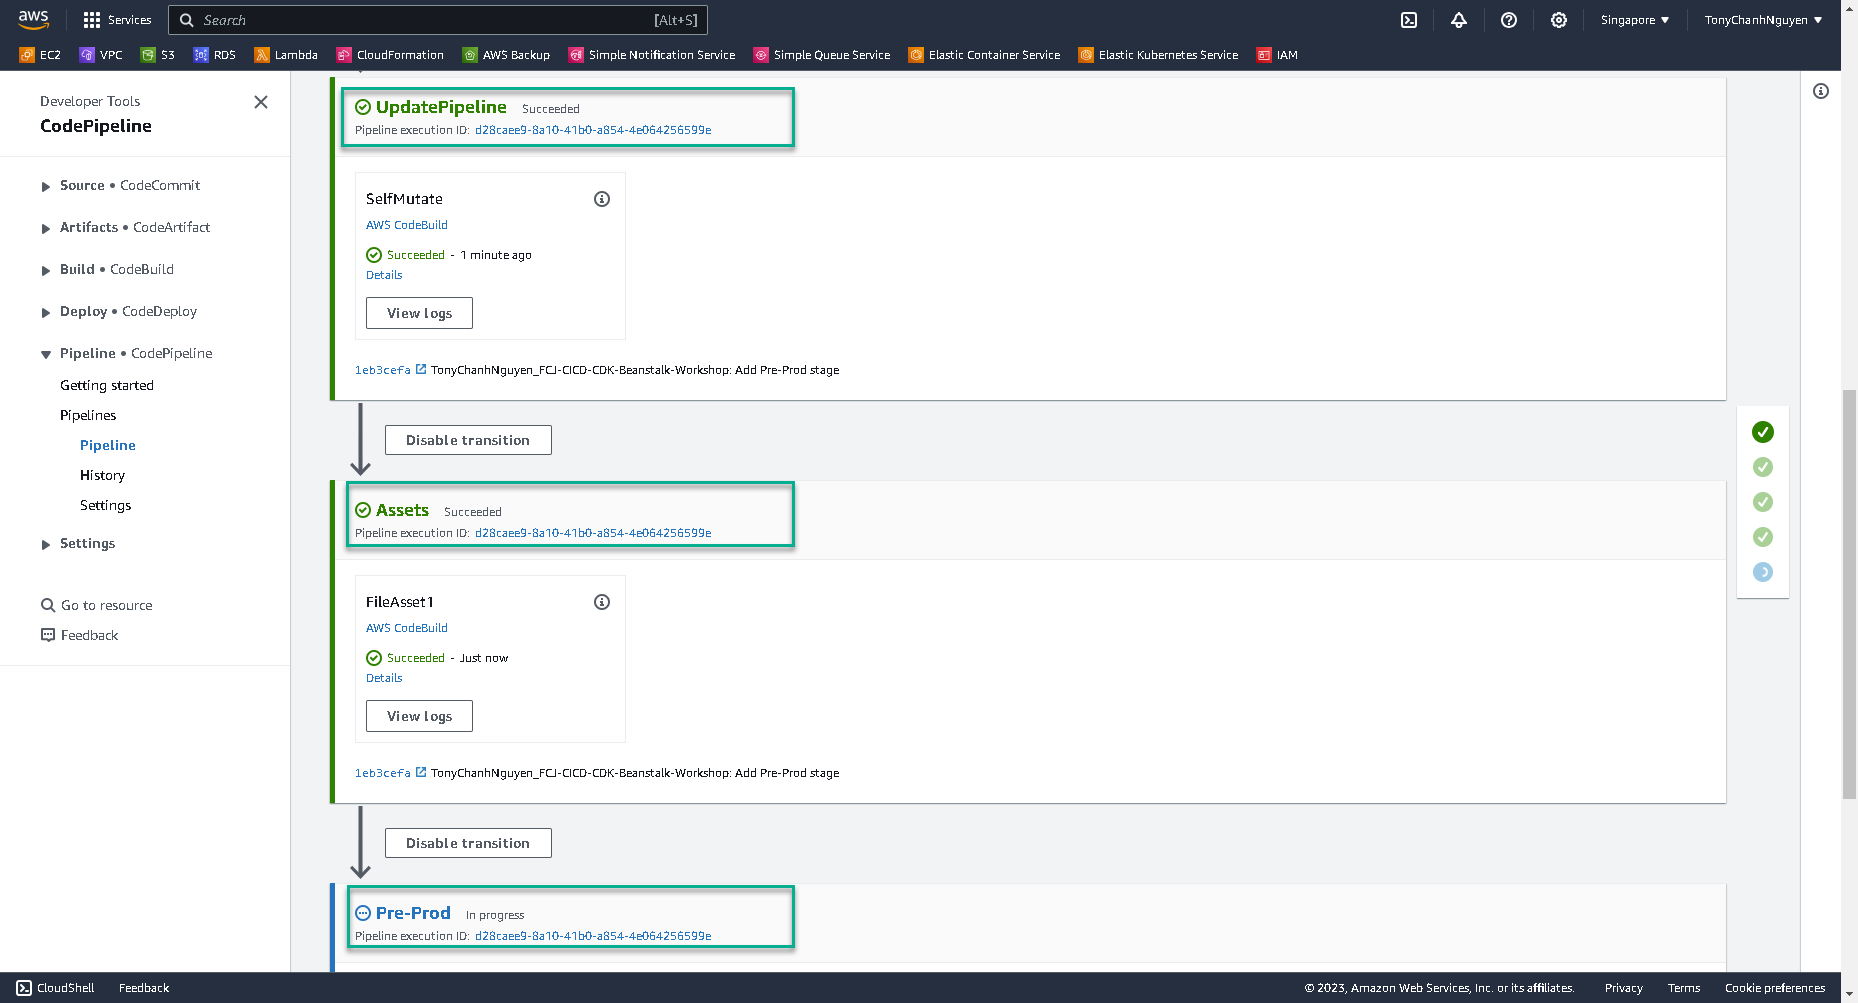 aws Services Search [Alt+S] Singapore TonyChanhNguyen
EC2 VPC S3 RDS Lambda CloudFormation AWS Backup Simple Notification Service Simple Queue Service Elastic Container Service Elastic Kubernetes Service IAM
Developer Tools
CodePipeline
Source • CodeCommit
Artifacts • CodeArtifact
Build • CodeBuild
Deploy • CodeDeploy
Pipeline • CodePipeline
Getting started
Pipelines
Pipeline
History
Settings
Settings
Go to resource
Feedback
UpdatePipeline Succeeded
Pipeline execution ID: d28caee9-8a10-41b0-a854-4e064256599e
SelfMutate
AWS CodeBuild
Succeeded - 1 minute ago
Details
View logs
1eb3cefa TonyChanhNguyen_FCJ-CICD-CDK-Beanstalk-Workshop: Add Pre-Prod stage
Disable transition
Assets Succeeded
Pipeline execution ID: d28caee9-8a10-41b0-a854-4e064256599e
FileAsset1
AWS CodeBuild
Succeeded - Just now
Details
View logs
1eb3cefa TonyChanhNguyen_FCJ-CICD-CDK-Beanstalk-Workshop: Add Pre-Prod stage
Disable transition
Pre-Prod In progress
Pipeline execution ID: d28caee9-8a10-41b0-a854-4e064256599e
CloudShell Feedback © 2023, Amazon Web Services, Inc. or its affiliates. Privacy Terms Cookie preferences